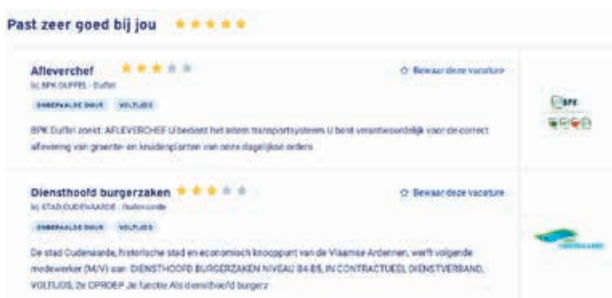 Past zeer goed bij jou
Afleverchef
Bewaar deze vacature
bij BPK DUFFEL - Duffel
ONBEPAALDE DUUR VOLTIJDS
BPK Duffel zoekt: AFLEVERCHEF U bedient het intern transportsysteem U bent verantwoordelijk voor de correct
aflevering van groente- en kruidenplanten van onze dagelijkse orders
BPK
Diensthoofd burgerzaken
Bewaar deze vacature
bij STAD OUDENAARDE - Oudenaarde
ONBEPAALDE DUUR VOLTIJDS
De stad Oudenaarde, historische stad en economisch knooppunt van de Vlaamse Ardennen, werft volgende
medewerker (M/V) aan: DIENSTHOOFD BURGERZAKEN NIVEAU B4-B5, IN CONTRACTUEEL DIENSTVERBAND,
VOLTIJDS, 2e OPROEP Je functie Als diensthoofd burgerz